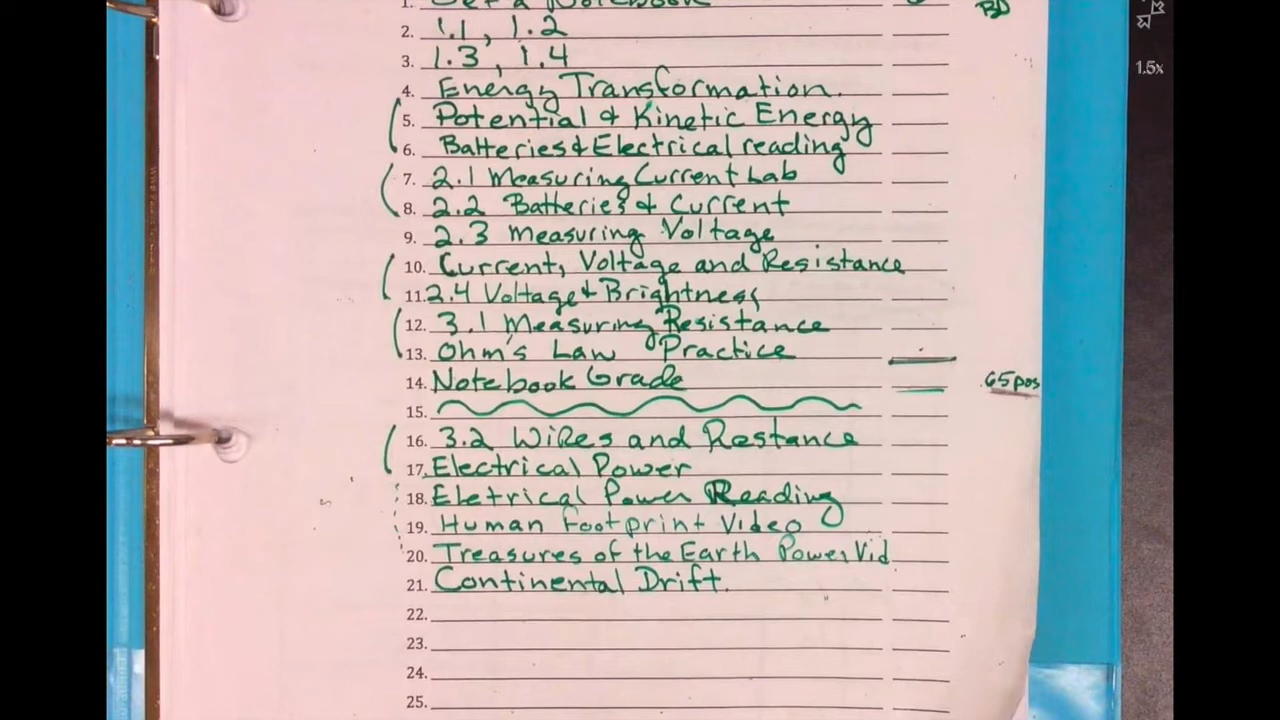 1. Get a Notebook
2. 1.1, 1.2
3. 1.3, 1.4
4. Energy Transformation.
5. Potential & Kinetic Energy
6. Batteries & Electrical reading
7. 2.1 Measuring Current Lab
8. 2.2 Batteries & Current
9. 2.3 Measuring Voltage
10. Current, Voltage and Resistance
11. 2.4 Voltage & Brightness
12. 3.1 Measuring Resistance
13. Ohm's Law Practice
14. Notebook Grade 65pos
15.
16. 3.2 Wires and Restance
17. Electrical Power
18. Eletrical Power Reading
19. Human Footprint Video
20. Treasures of the Earth Power Vid
21. Continental Drift.
22.
23.
24.
25.
1.5x